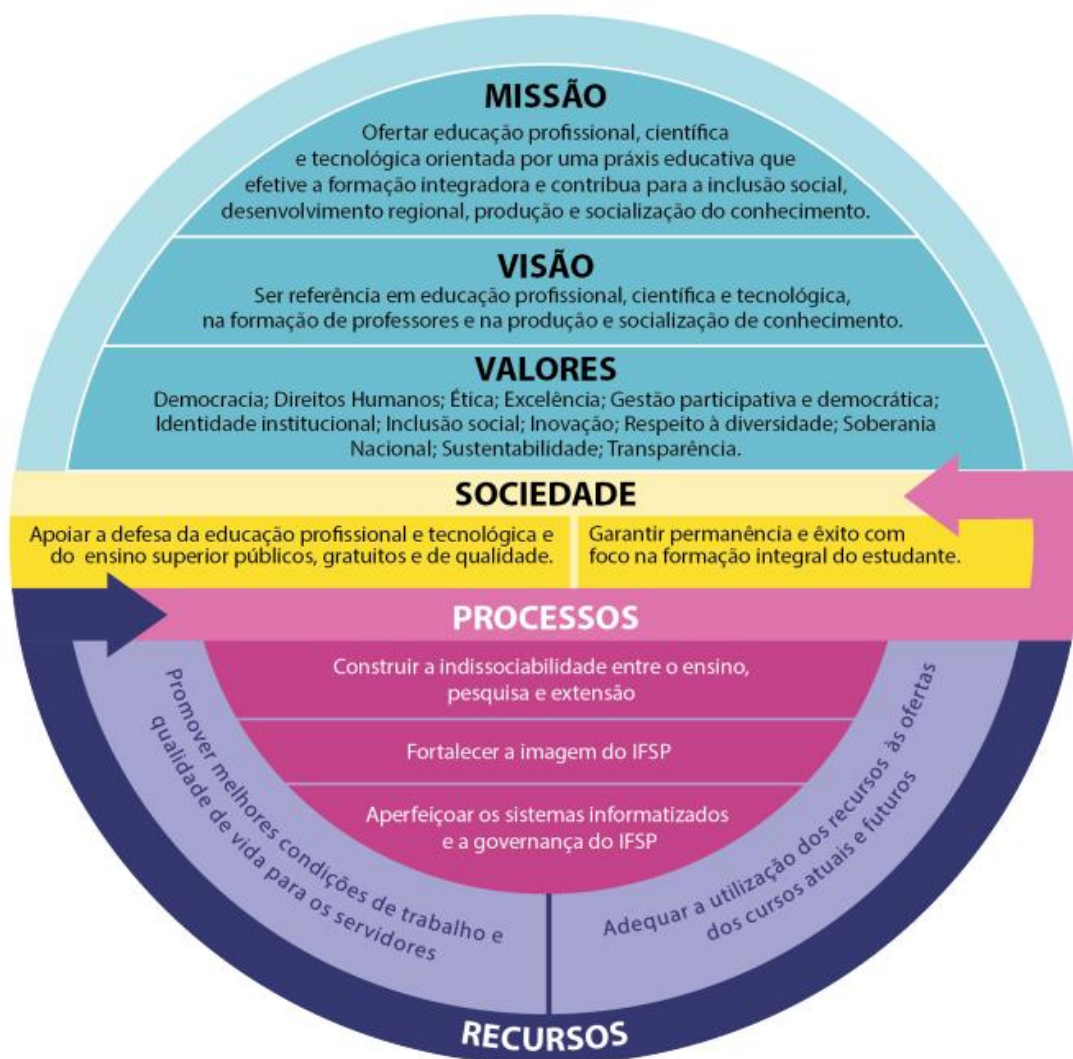 MISSÃO
Ofertar educação profissional, científica
e tecnológica orientada por uma práxis educativa que
efetive a formação integradora e contribua para a inclusão social,
desenvolvimento regional, produção e socialização do conhecimento.
VISÃO
Ser referência em educação profissional, científica e tecnológica,
na formação de professores e na produção e socialização de conhecimento.
VALORES
Democracia; Direitos Humanos; Ética; Excelência; Gestão participativa e democrática;
Identidade institucional; Inclusão social; Inovação; Respeito à diversidade; Soberania
Nacional; Sustentabilidade; Transparência.
SOCIEDADE
Apoiar a defesa da educação profissional e tecnológica e
do ensino superior públicos, gratuitos e de qualidade.
Garantir permanência e êxito com
foco na formação integral do estudante.
PROCESSOS
Construir a indissociabilidade entre o ensino,
pesquisa e extensão
Fortalecer a imagem do IFSP
Aperfeiçoar os sistemas informatizados
e a governança do IFSP
Promover melhores condições de trabalho e
qualidade de vida para os servidores
Adequar a utilização dos recursos às ofertas
dos cursos atuais e futuros
RECURSOS